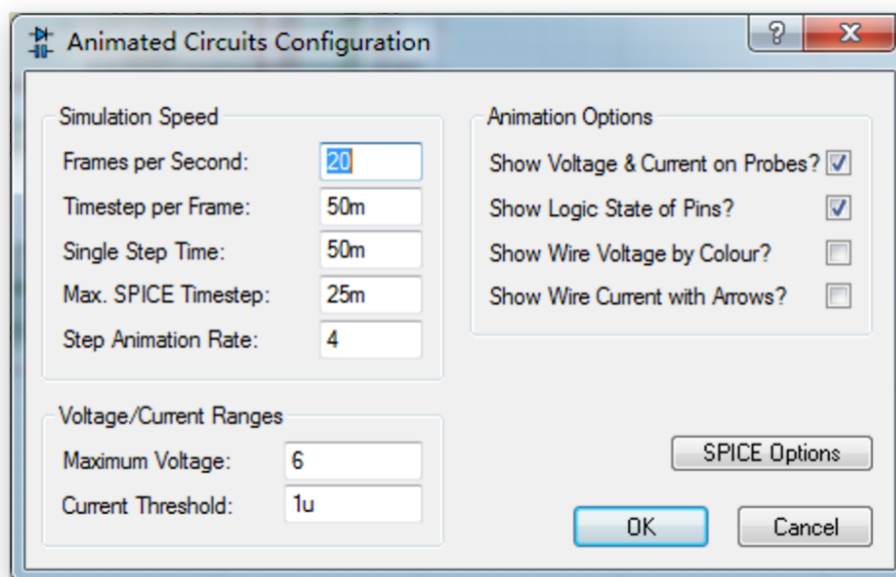 Animated Circuits Configuration
?
Simulation Speed
Frames per Second: 20
Timestep per Frame: 50m
Single Step Time: 50m
Max. SPICE Timestep: 25m
Step Animation Rate: 4
Animation Options
Show Voltage & Current on Probes?
Show Logic State of Pins?
Show Wire Voltage by Colour?
Show Wire Current with Arrows?
Voltage/Current Ranges
Maximum Voltage: 6
Current Threshold: 1u
SPICE Options
OK
Cancel